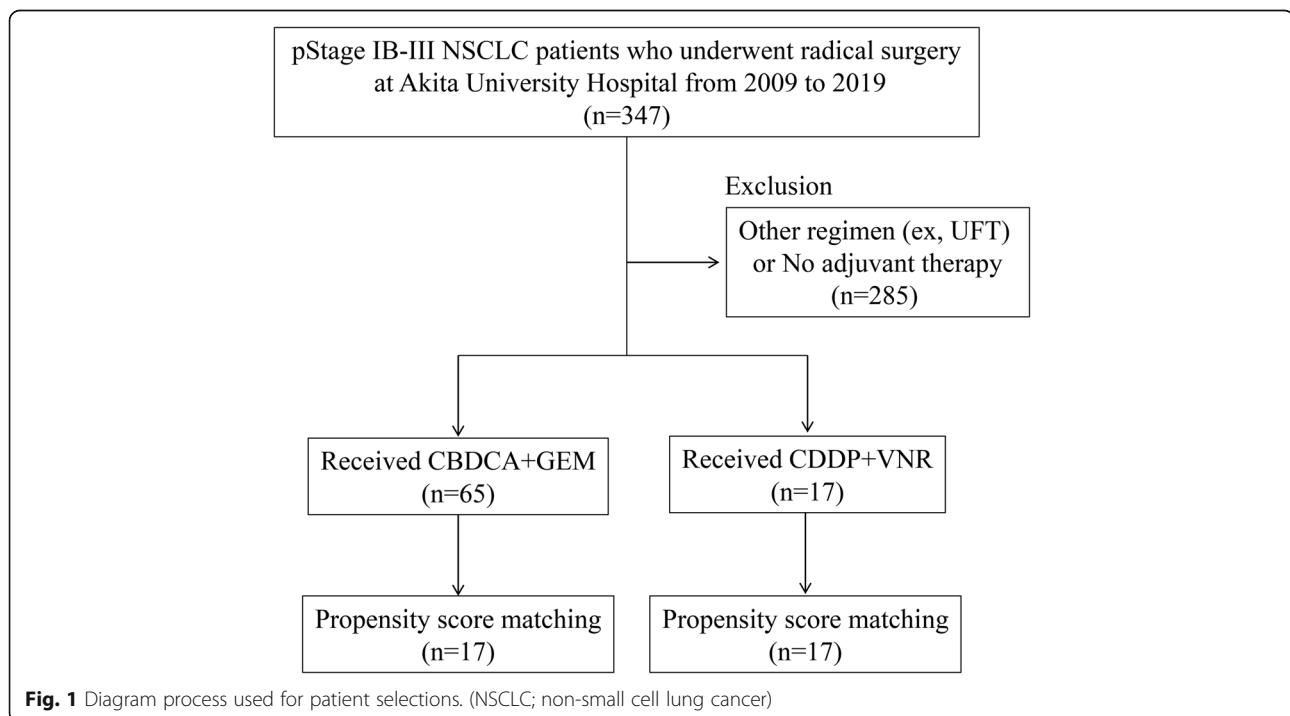 pStage IB-III NSCLC patients who underwent radical surgery
at Akita University Hospital from 2009 to 2019
(n=347)
Exclusion
Other regimen (ex, UFT)
or No adjuvant therapy
(n=285)
Received CBDCA+GEM
(n=65)
Received CDDP+VNR
(n=17)
Propensity score matching
(n=17)
Propensity score matching
(n=17)
Fig. 1 Diagram process used for patient selections. (NSCLC; non-small cell lung cancer)